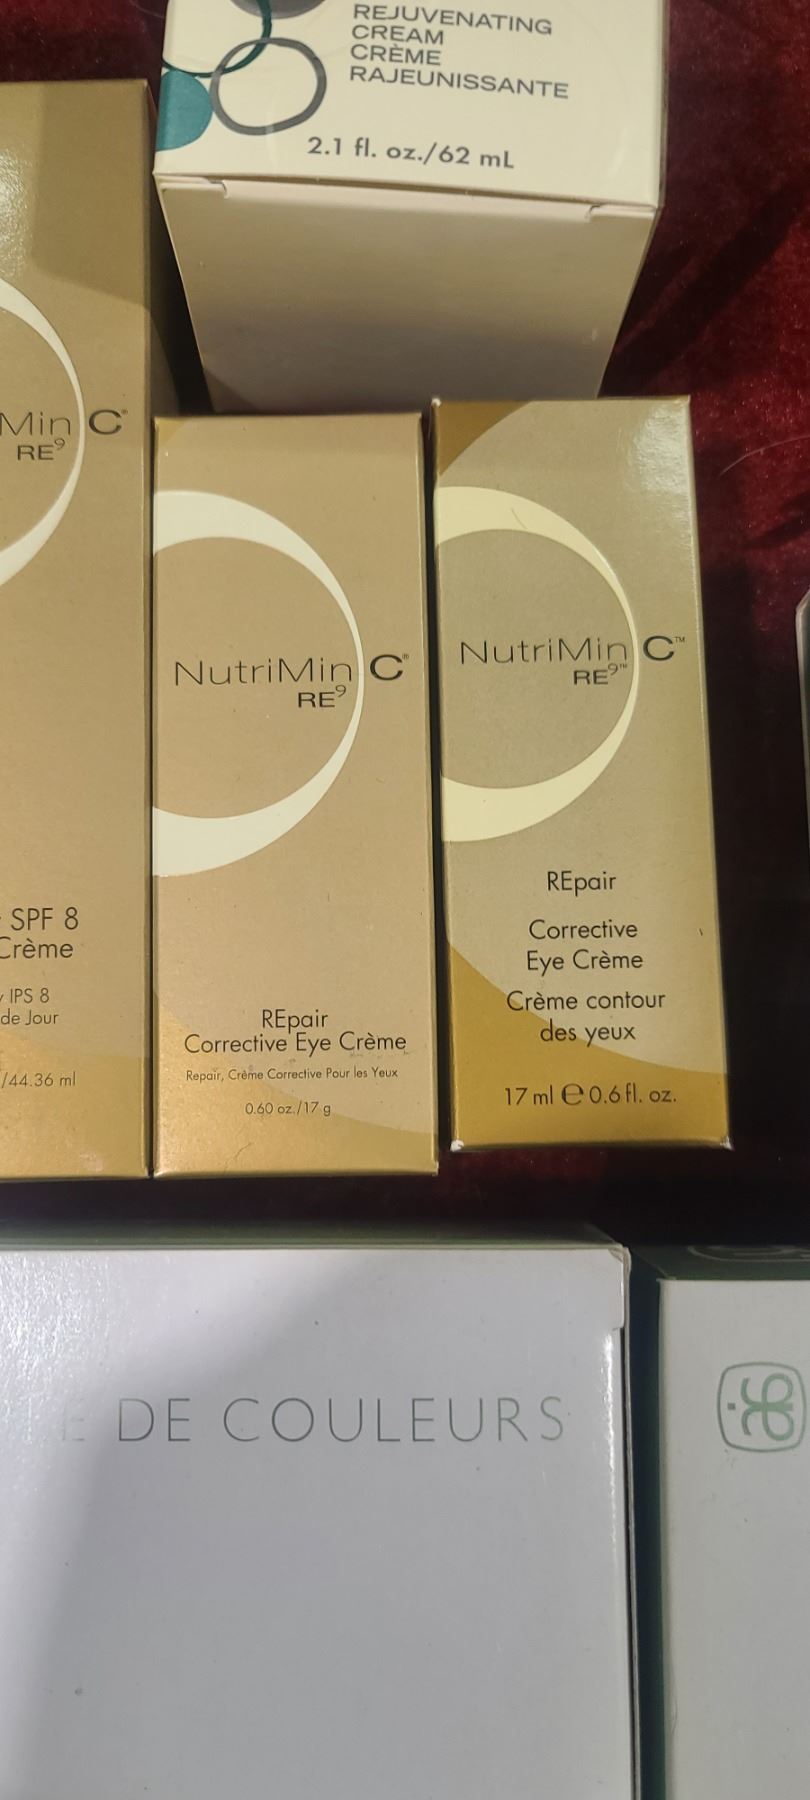 REJUVENATING
CREAM
CRÈME
RAJEUNISSANTE
2.1 fl. oz./62 mL
Min C®
RE9
SPF 8
Crème
IPS 8
de Jour
/44.36 ml
NutriMin C®
RE9
REpair
Corrective Eye Crème
Repair, Crème Corrective Pour les Yeux
0.60 oz./17 g
NutriMin C™
RE9™
REpair
Corrective
Eye Crème
Crème contour
des yeux
17 ml ℮ 0.6 fl. oz.
DE COULEURS